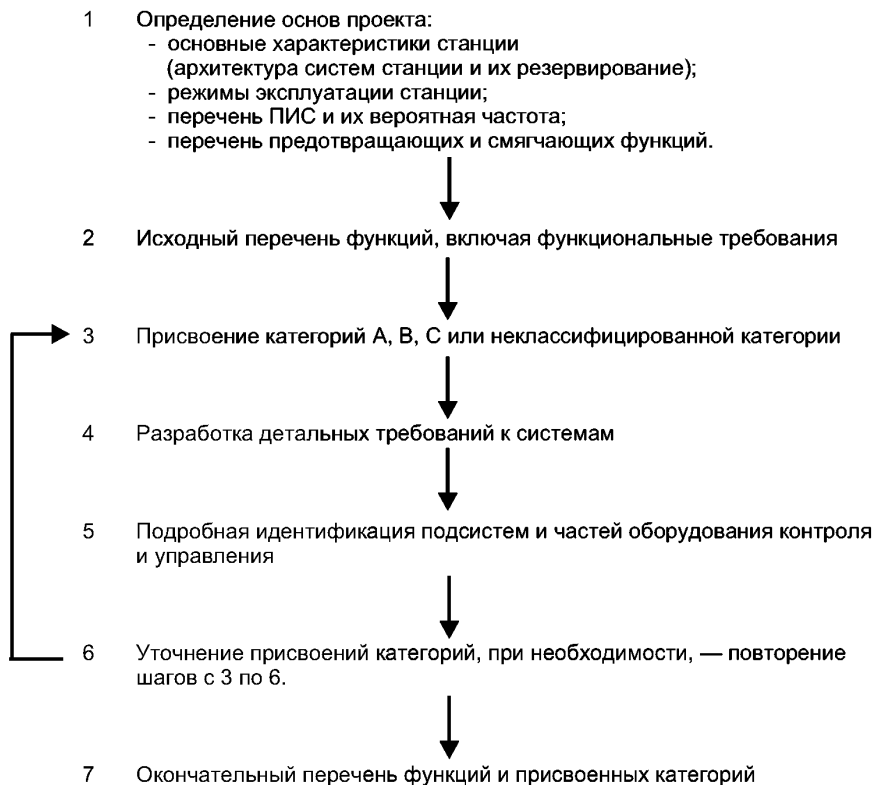 1 Определение основ проекта:
- основные характеристики станции
(архитектура систем станции и их резервирование);
- режимы эксплуатации станции;
- перечень ПИС и их вероятная частота;
- перечень предотвращающих и смягчающих функций.
2 Исходный перечень функций, включая функциональные требования
3 Присвоение категорий А, В, С или неклассифицированной категории
4 Разработка детальных требований к системам
5 Подробная идентификация подсистем и частей оборудования контроля
и управления
6 Уточнение присвоений категорий, при необходимости, — повторение
шагов с 3 по 6.
7 Окончательный перечень функций и присвоенных категорий